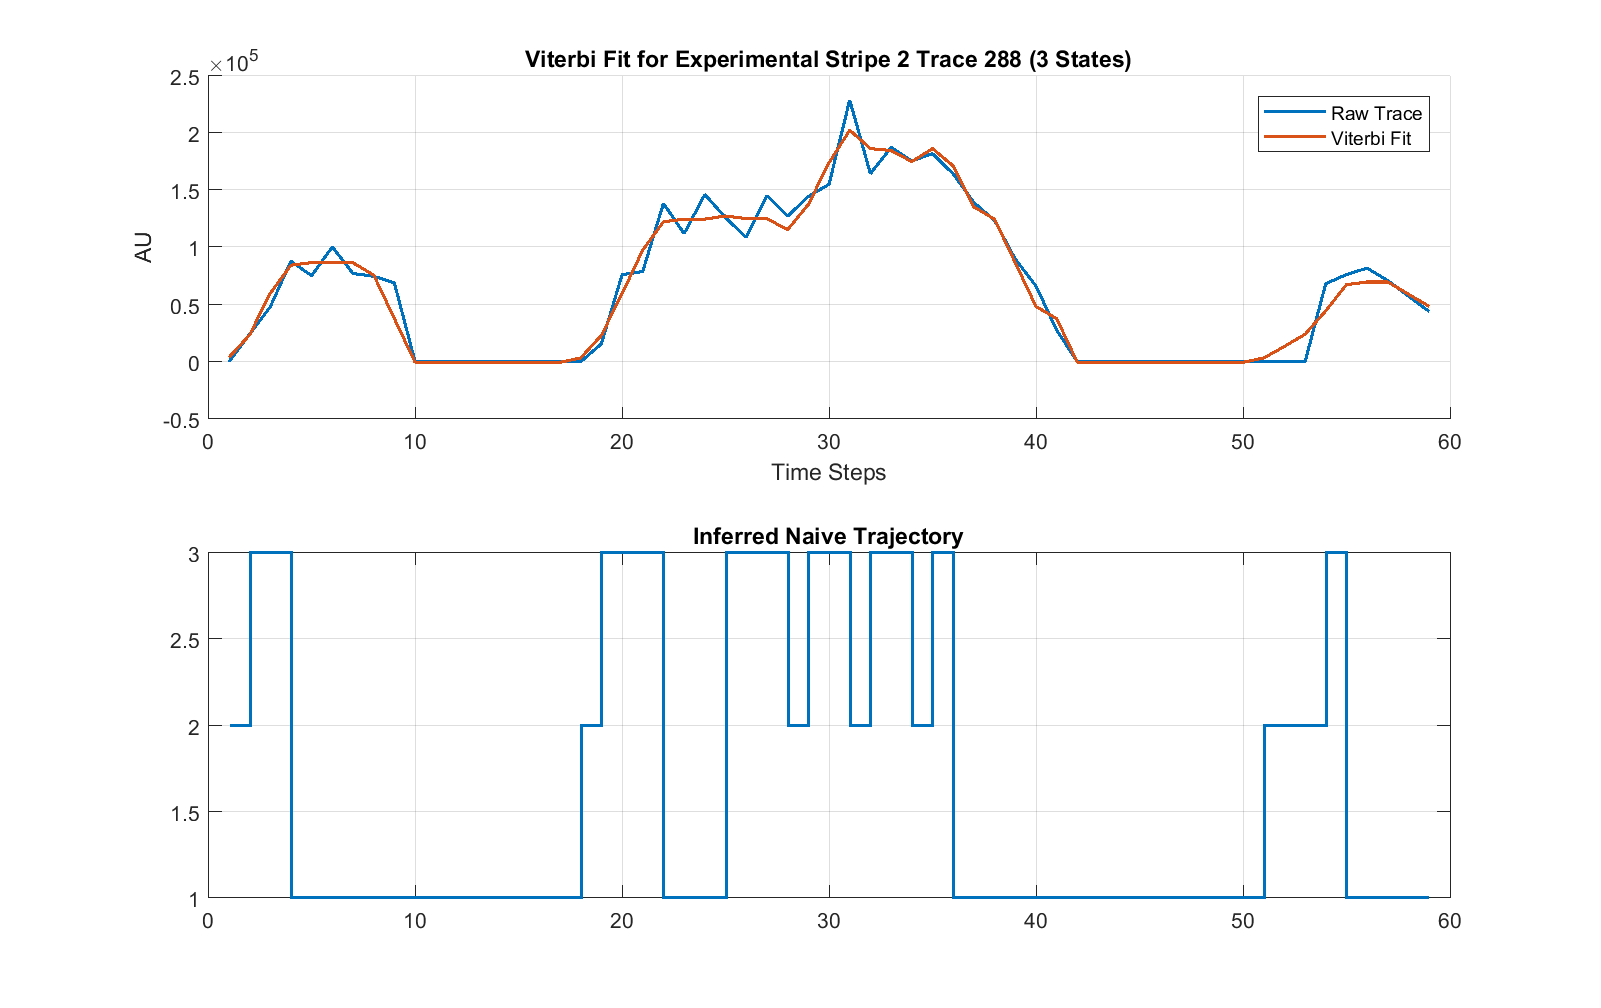 Viterbi Fit for Experimental Stripe 2 Trace 288 (3 States)
×10^5
2.5
2
1.5
1
0.5
0
-0.5
AU
Raw Trace
Viterbi Fit
0 10 20 30 40 50 60
Time Steps
Inferred Naive Trajectory
3
2.5
2
1.5
1
0 10 20 30 40 50 60